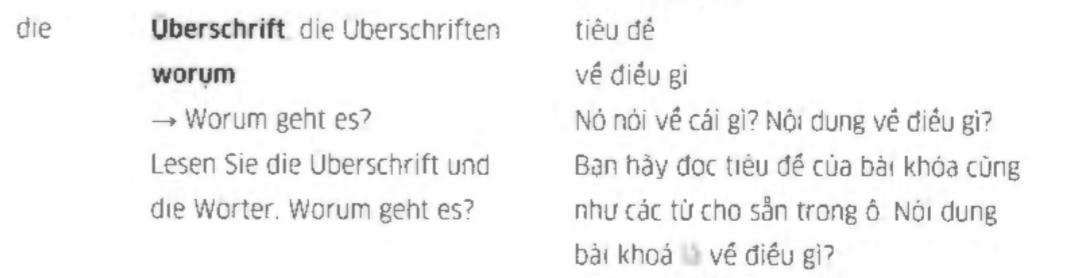 die Überschrift, die Überschriften tiêu đề
worum về điều gì
→ Worum geht es? Nó nói về cái gì? Nội dung về điều gì?
Lesen Sie die Überschrift und Bạn hãy đọc tiêu đề của bài khóa cũng
die Wörter. Worum geht es? như các từ cho sẵn trong ô. Nội dung
bài khoá là về điều gì?